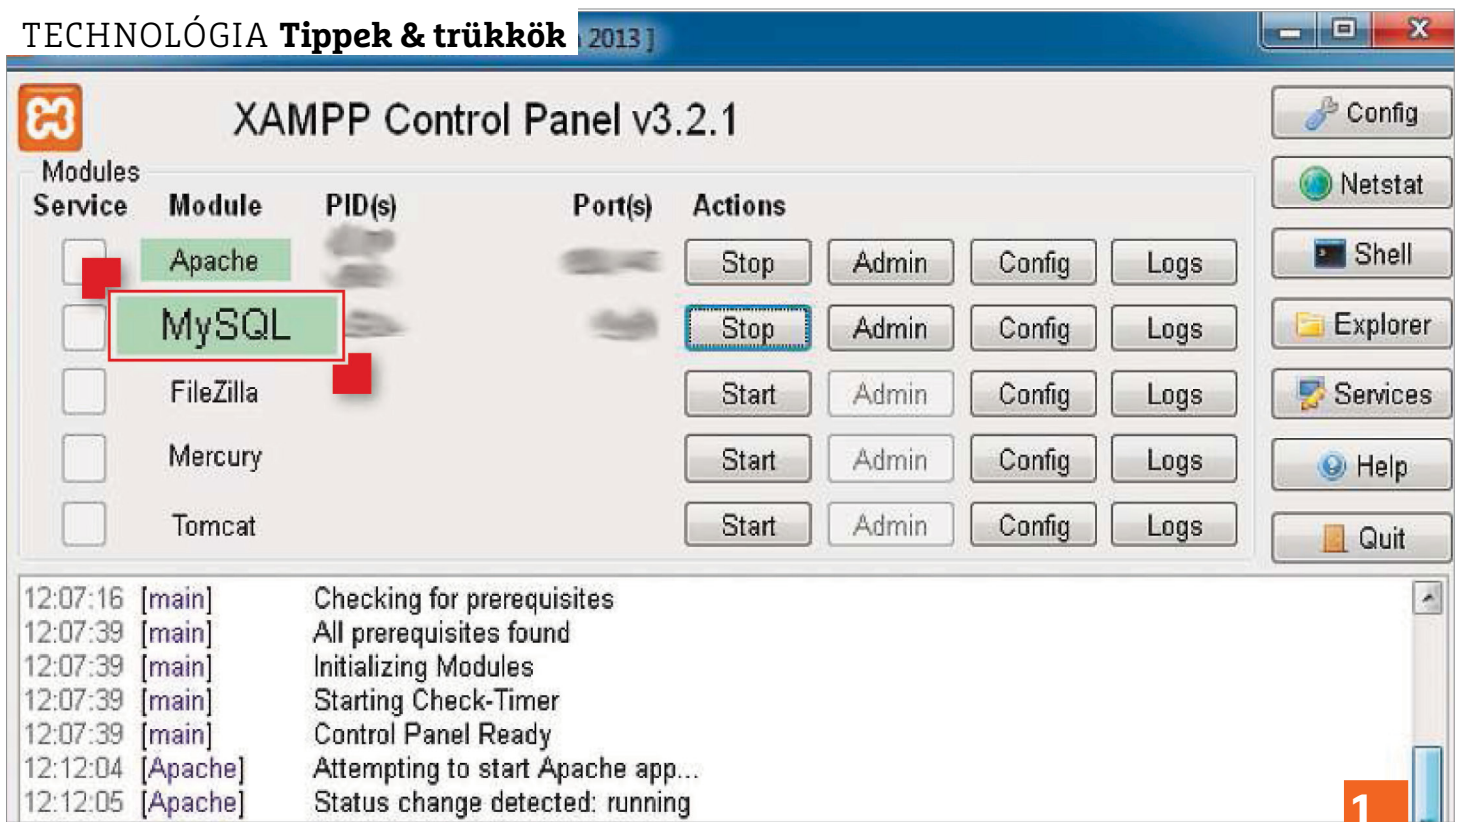 TECHNOLÓGIA Tippek & trükkök 2013 ]
XAMPP Control Panel v3.2.1
Config
Modules
Netstat
Service Module PID(s) Port(s) Actions
Shell
Apache Stop Admin Config Logs
MySQL Stop Admin Config Logs
Explorer
FileZilla Start Admin Config Logs
Services
Mercury Start Admin Config Logs
Help
Tomcat Start Admin Config Logs
Quit
12:07:16 [main] Checking for prerequisites
12:07:39 [main] All prerequisites found
12:07:39 [main] Initializing Modules
12:07:39 [main] Starting Check-Timer
12:07:39 [main] Control Panel Ready
12:12:04 [Apache] Attempting to start Apache app...
12:12:05 [Apache] Status change detected: running
1